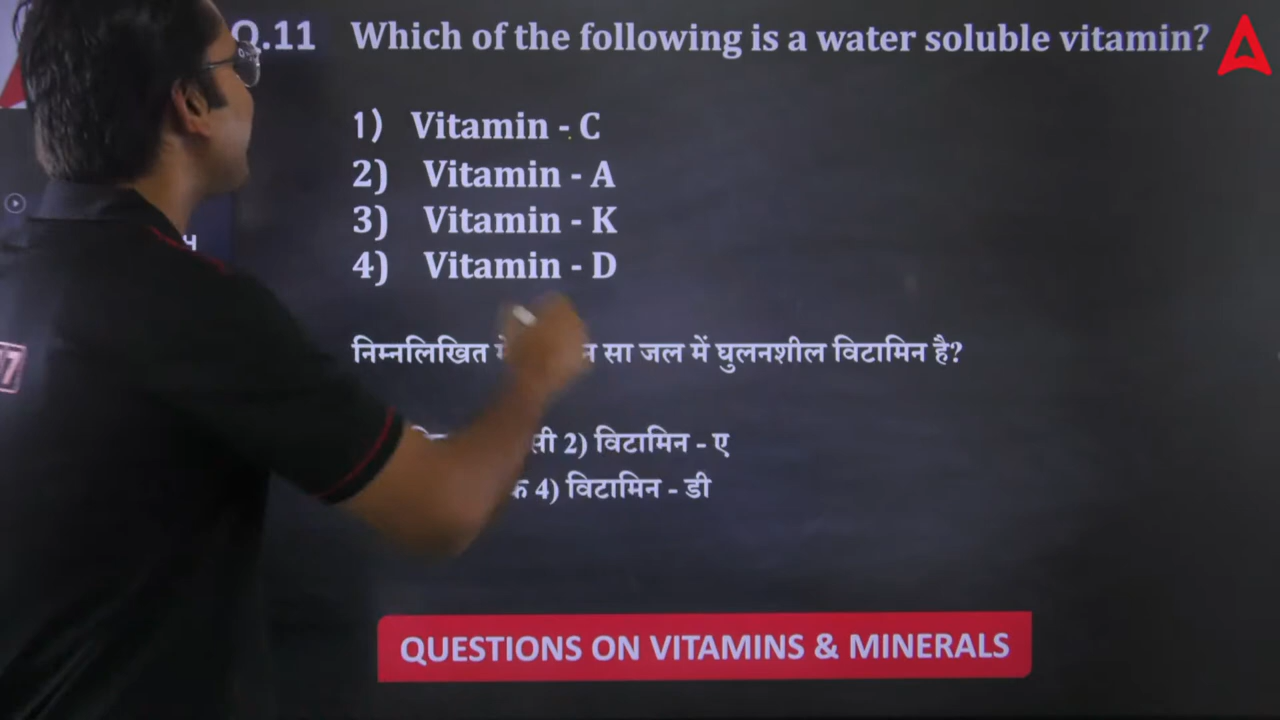 Q.11 Which of the following is a water soluble vitamin?
1) Vitamin - C
2) Vitamin - A
3) Vitamin - K
4) Vitamin - D
निम्नलिखित सा जल में घुलनशील विटामिन है?
2) विटामिन - ए
4) विटामिन - डी
QUESTIONS ON VITAMINS & MINERALS